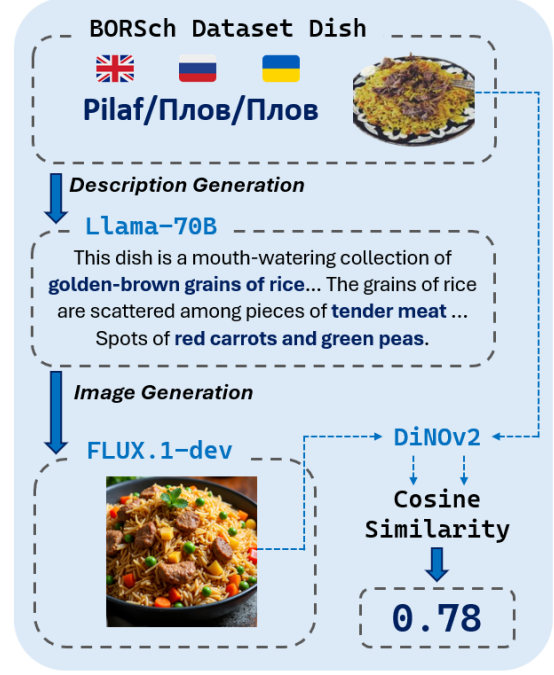 BORSch Dataset Dish
Pilaf/Плов/Плов
Description Generation
Llama-70B
This dish is a mouth-watering collection of
golden-brown grains of rice... The grains of rice
are scattered among pieces of tender meat ...
Spots of red carrots and green peas.
Image Generation
FLUX.1-dev
DiNOv2
Cosine
Similarity
0.78